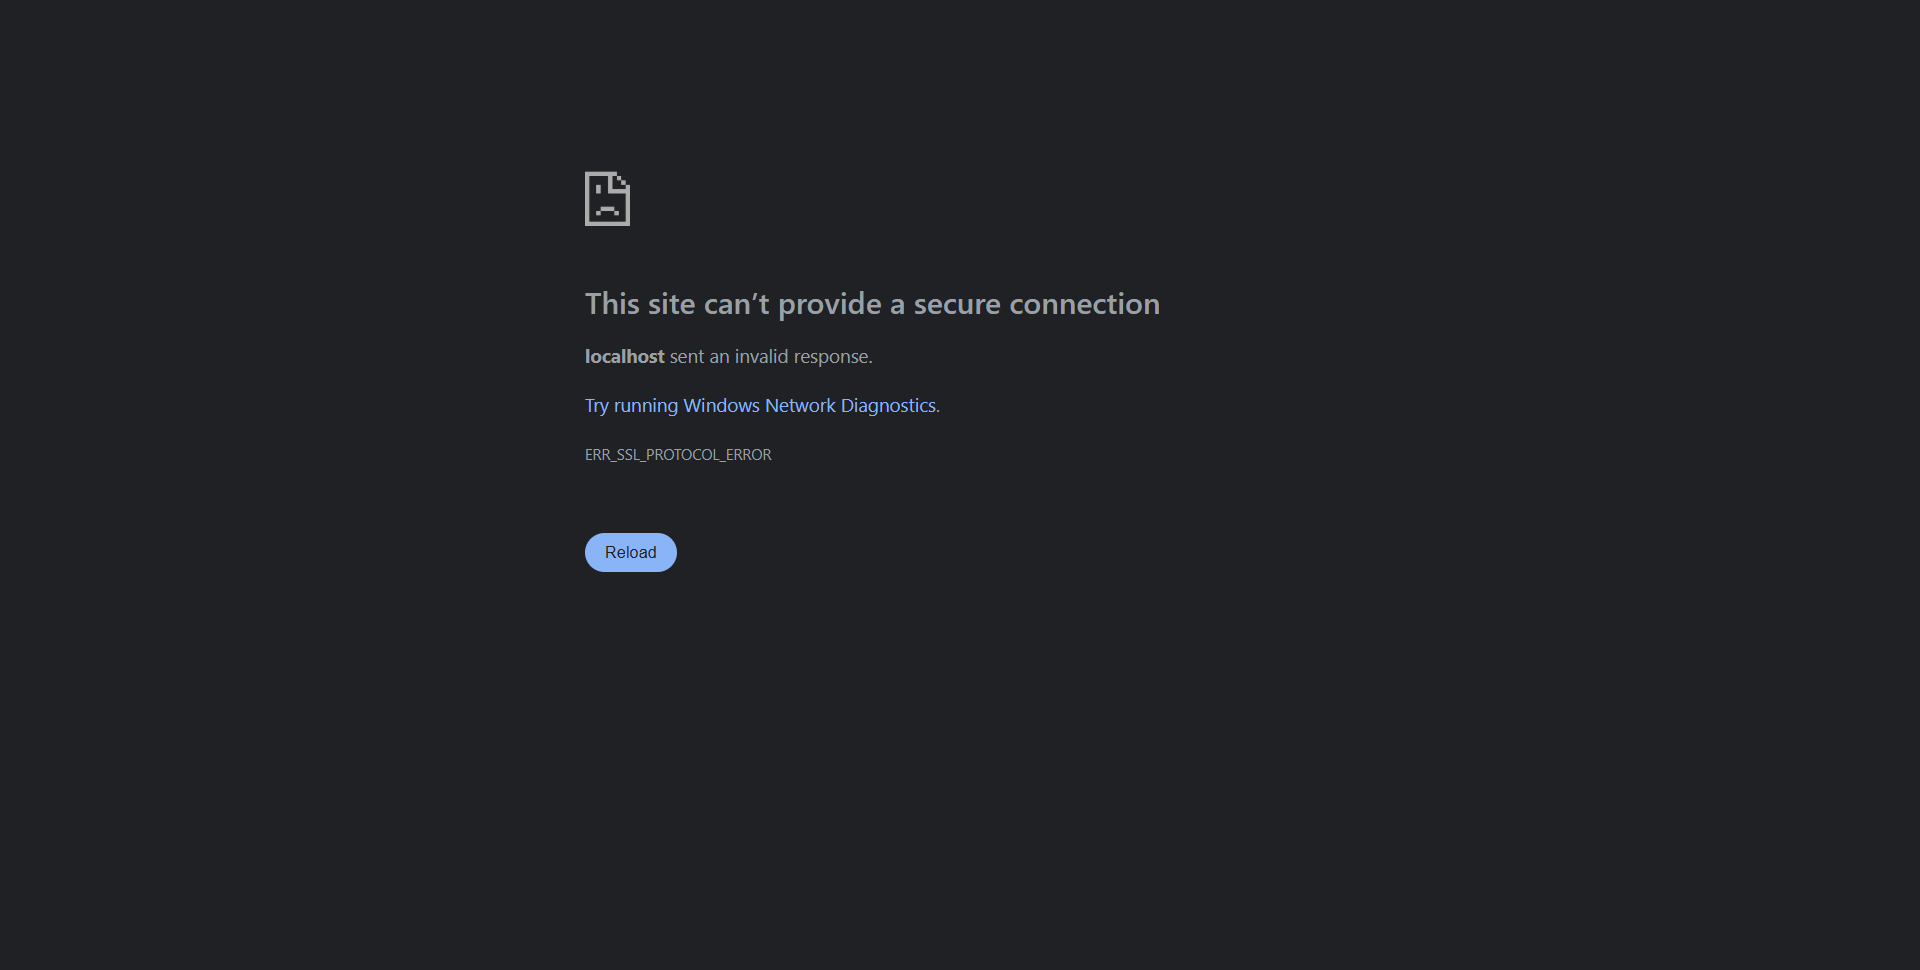 This site can’t provide a secure connection
localhost sent an invalid response.
Try running Windows Network Diagnostics.
ERR_SSL_PROTOCOL_ERROR
Reload